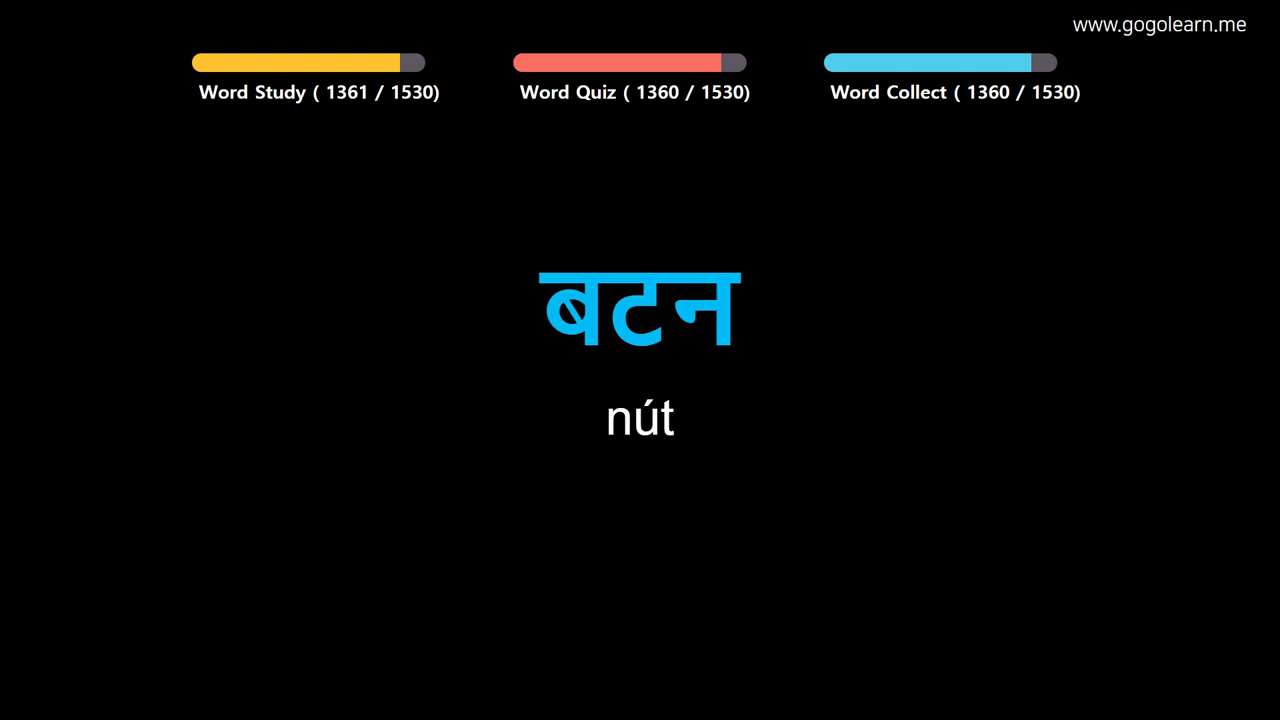 www.gogolearn.me
Word Study ( 1361 / 1530)
Word Quiz ( 1360 / 1530)
Word Collect ( 1360 / 1530)
बटन
nút